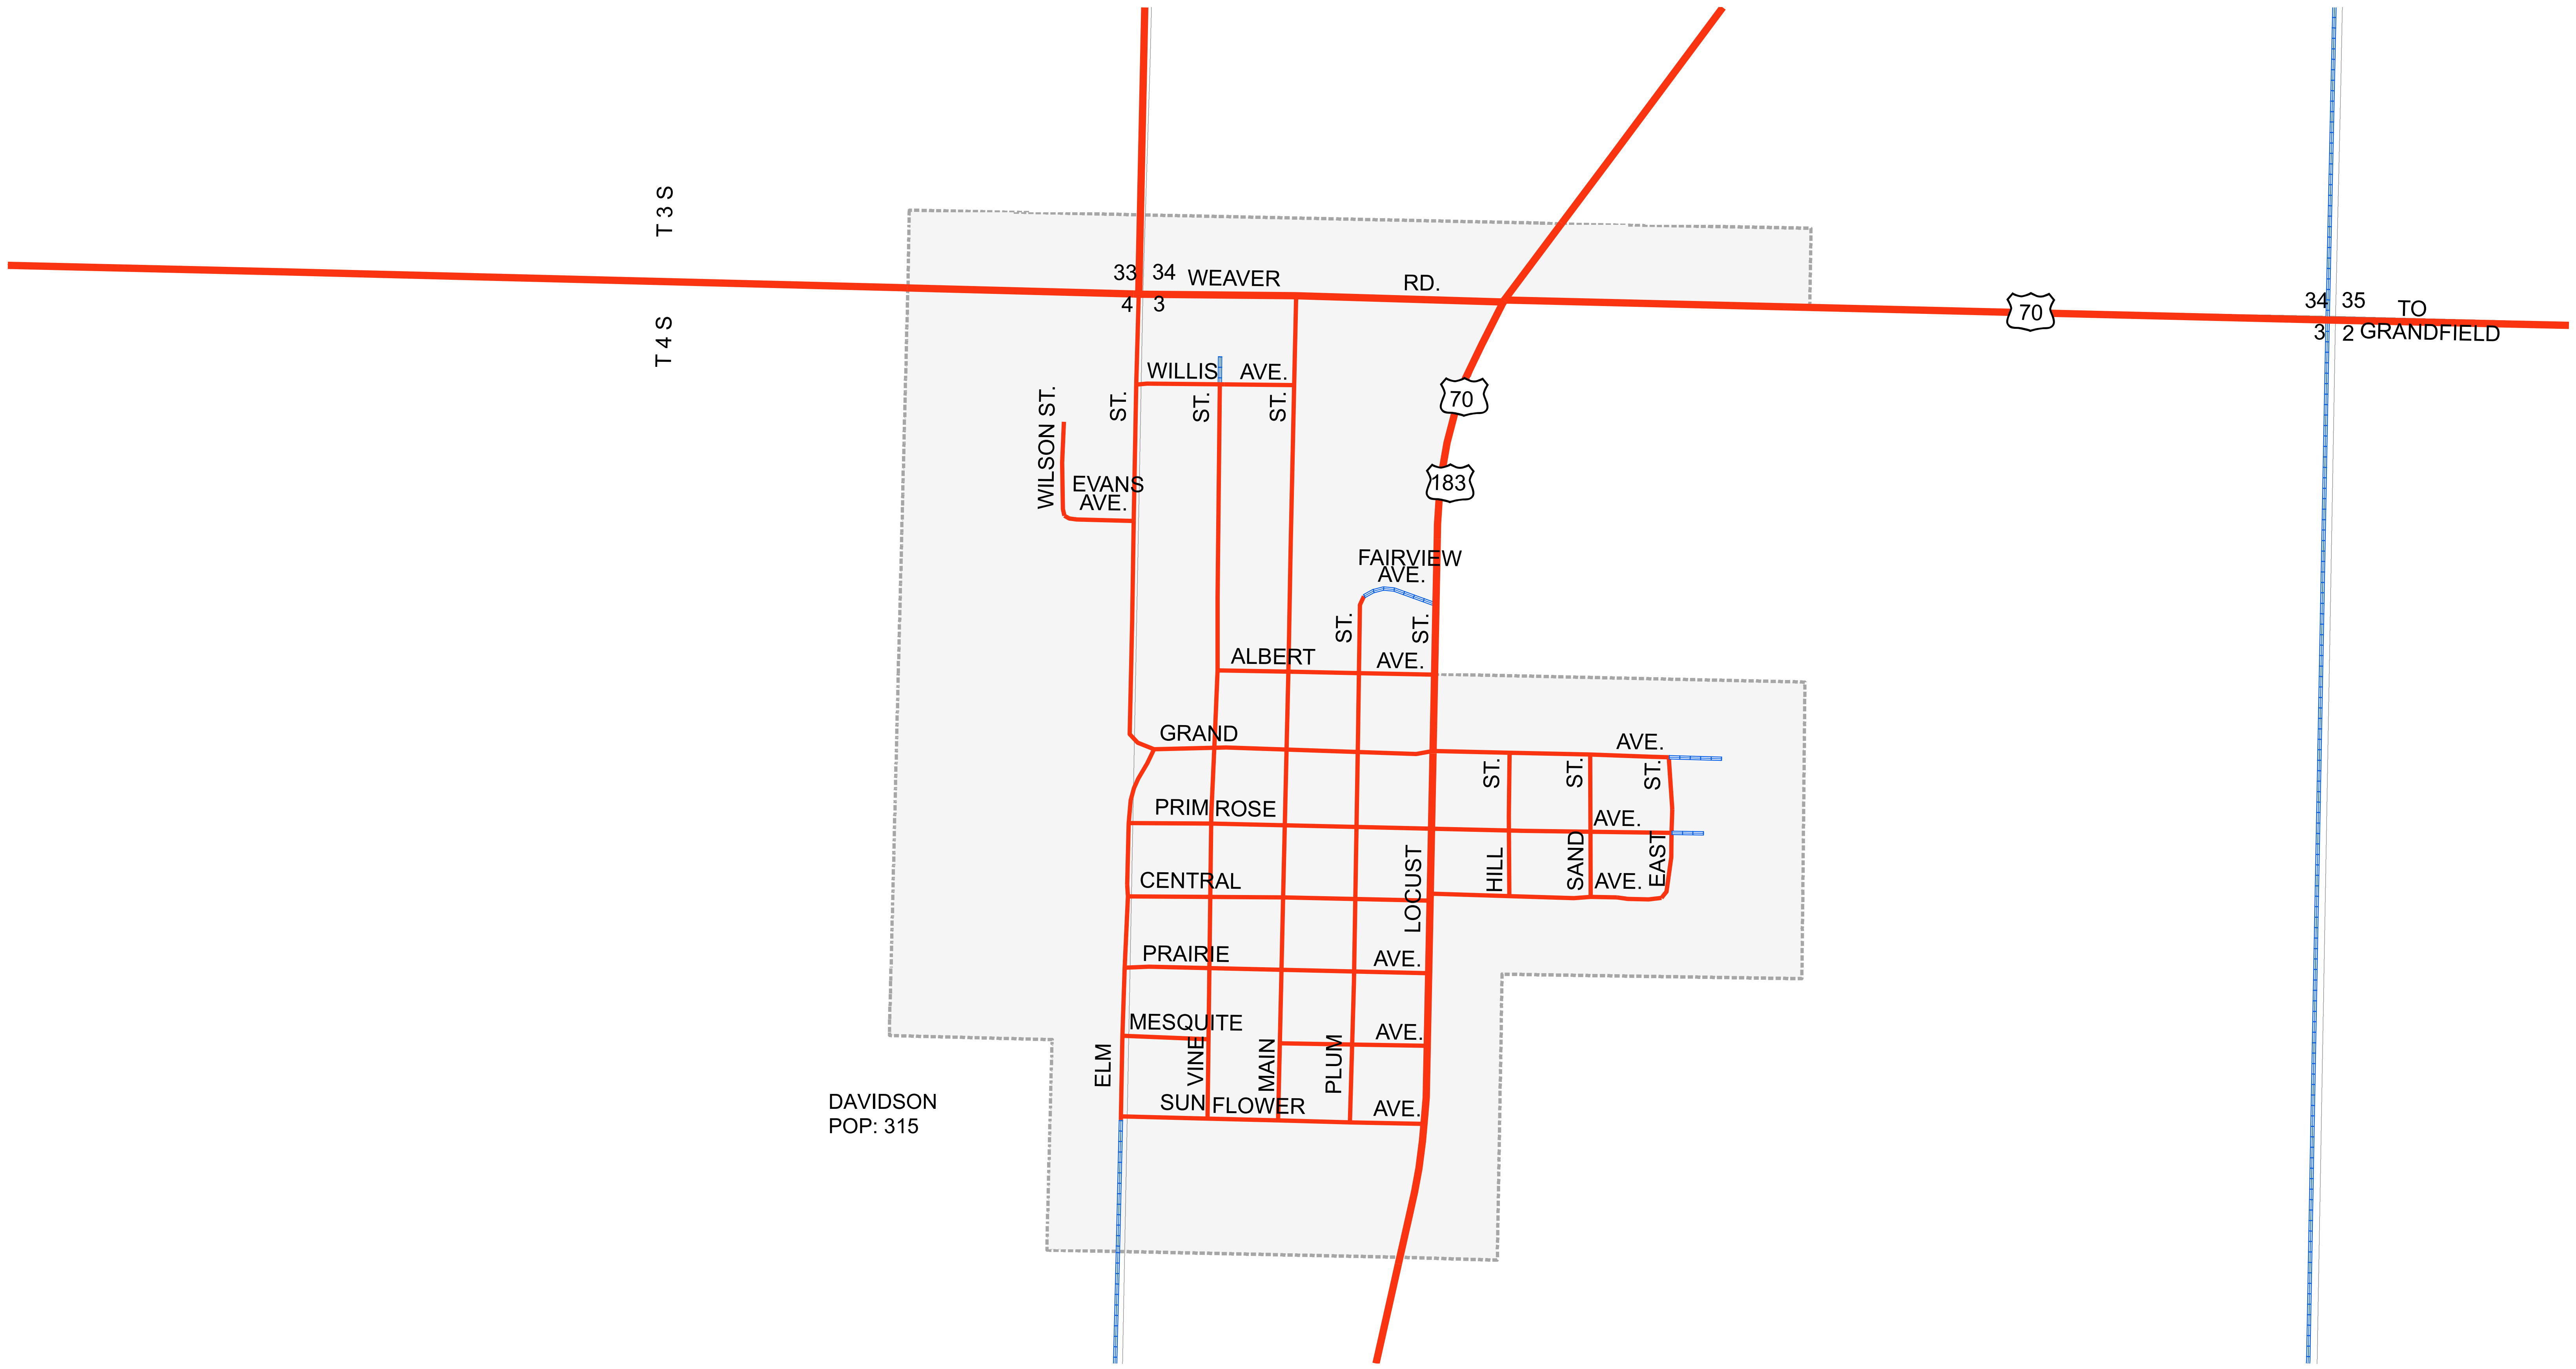 T 3 S
33 34 WEAVER RD.
4 3
T 4 S
70
34 35 TO
3 2 GRANDFIELD
WILLIS AVE.
WILSON ST.
ST.
ST.
ST.
70
EVANS
AVE.
183
FAIRVIEW
AVE.
ST.
ST.
ALBERT AVE.
GRAND AVE.
ST.
ST.
ST.
PRIM ROSE AVE.
CENTRAL AVE.
LOCUST
HILL
SAND
EAST
PRAIRIE AVE.
MESQUITE AVE.
ELM
VINE
MAIN
PLUM
SUN FLOWER AVE.
DAVIDSON
POP: 315